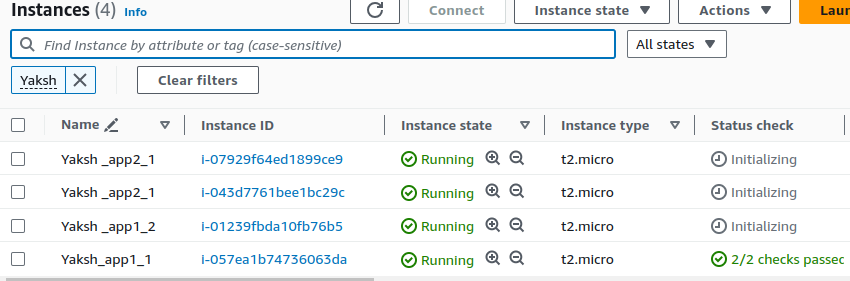 Instances (4) Info Connect Instance state Actions Laun
Find Instance by attribute or tag (case-sensitive) All states
Yaksh Clear filters
Name Instance ID Instance state Instance type Status check
Yaksh _app2_1 i-07929f64ed1899ce9 Running t2.micro Initializing
Yaksh _app2_1 i-043d7761bee1bc29c Running t2.micro Initializing
Yaksh _app1_2 i-01239fbda10fb76b5 Running t2.micro Initializing
Yaksh_app1_1 i-057ea1b74736063da Running t2.micro 2/2 checks passec